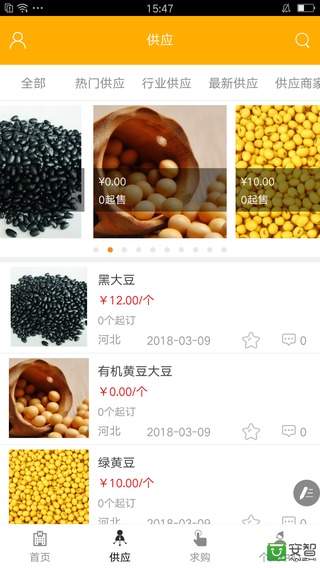 15:47
供应
全部 热门供应 行业供应 最新供应 供应商家
¥0.00
0起售
¥10.00
0起售
黑大豆
¥12.00/个
0个起订
河北 2018-03-09 0
有机黄豆大豆
¥0.00/个
0个起订
河北 2018-03-09 0
绿黄豆
¥10.00/个
0个起订
河北 2018-03-09 0
首页 供应 求购 个
安智